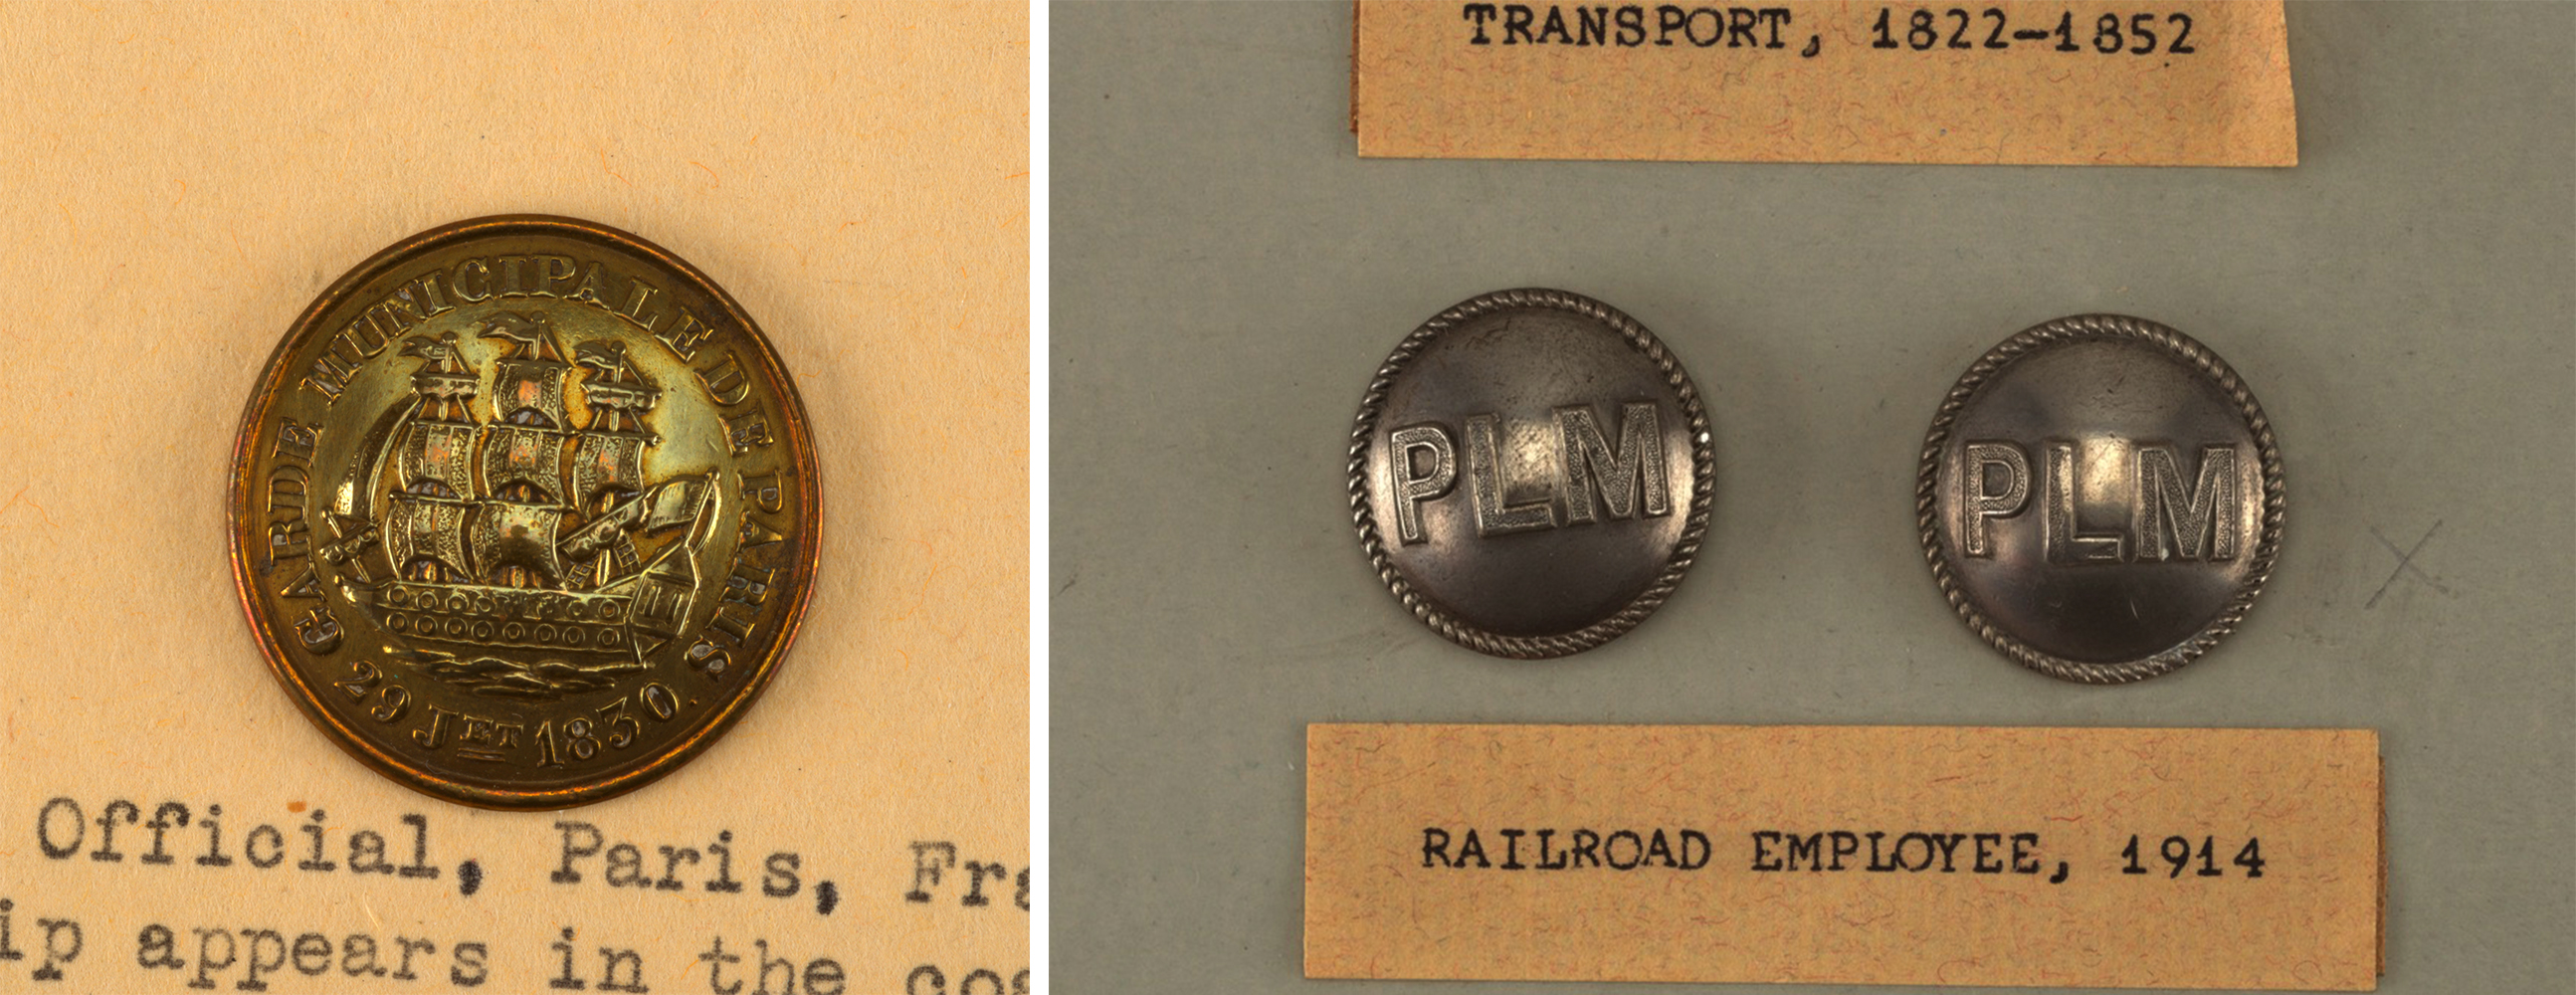 GARDE MUNICIPALE DE PARIS
29 JET 1830.
Official, Paris,
appears in the
TRANSPORT, 1822-1852
PLM
PLM
RAILROAD EMPLOYEE, 1914